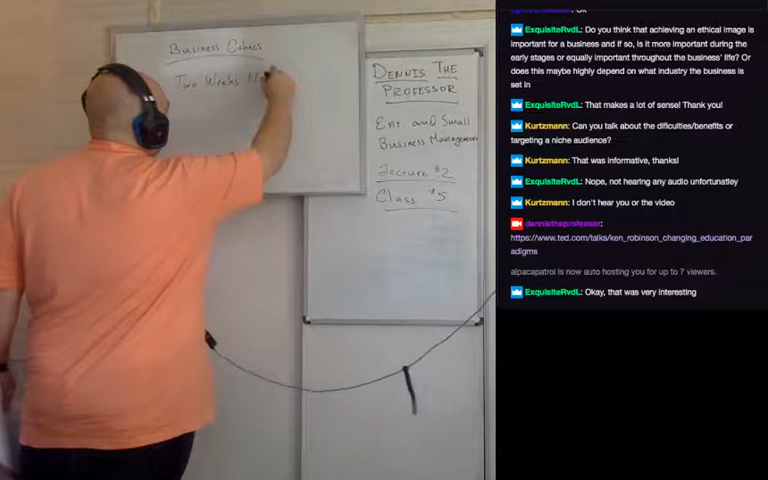 Business Ethics
Two Weeks
DENNIS THE
PROFESSOR
Ent and Small
Business Management
Lecture #2
Class #5
ExquisiteRvdL: Do you think that achieving an ethical image is
important for a business and if so, is it more important during the
early stages or equally important throughout the business' life? Or
does this maybe highly depend on what industry the business is
set in
ExquisiteRvdL: That makes a lot of sense! Thank you!
Kurtzmann: Can you talk about the dificulties/benefits or
targeting a niche audience?
Kurtzmann: That was informative, thanks!
ExquisiteRvdL: Nope, not hearing any audio unfortunatley
Kurtzmann: I don't hear you or the video
dennistheprofessor:
https://www.ted.com/talks/ken_robinson_changing_education_par
adigms
alpacapatrol is now auto hosting you for up to 7 viewers.
ExquisiteRvdL: Okay, that was very interesting